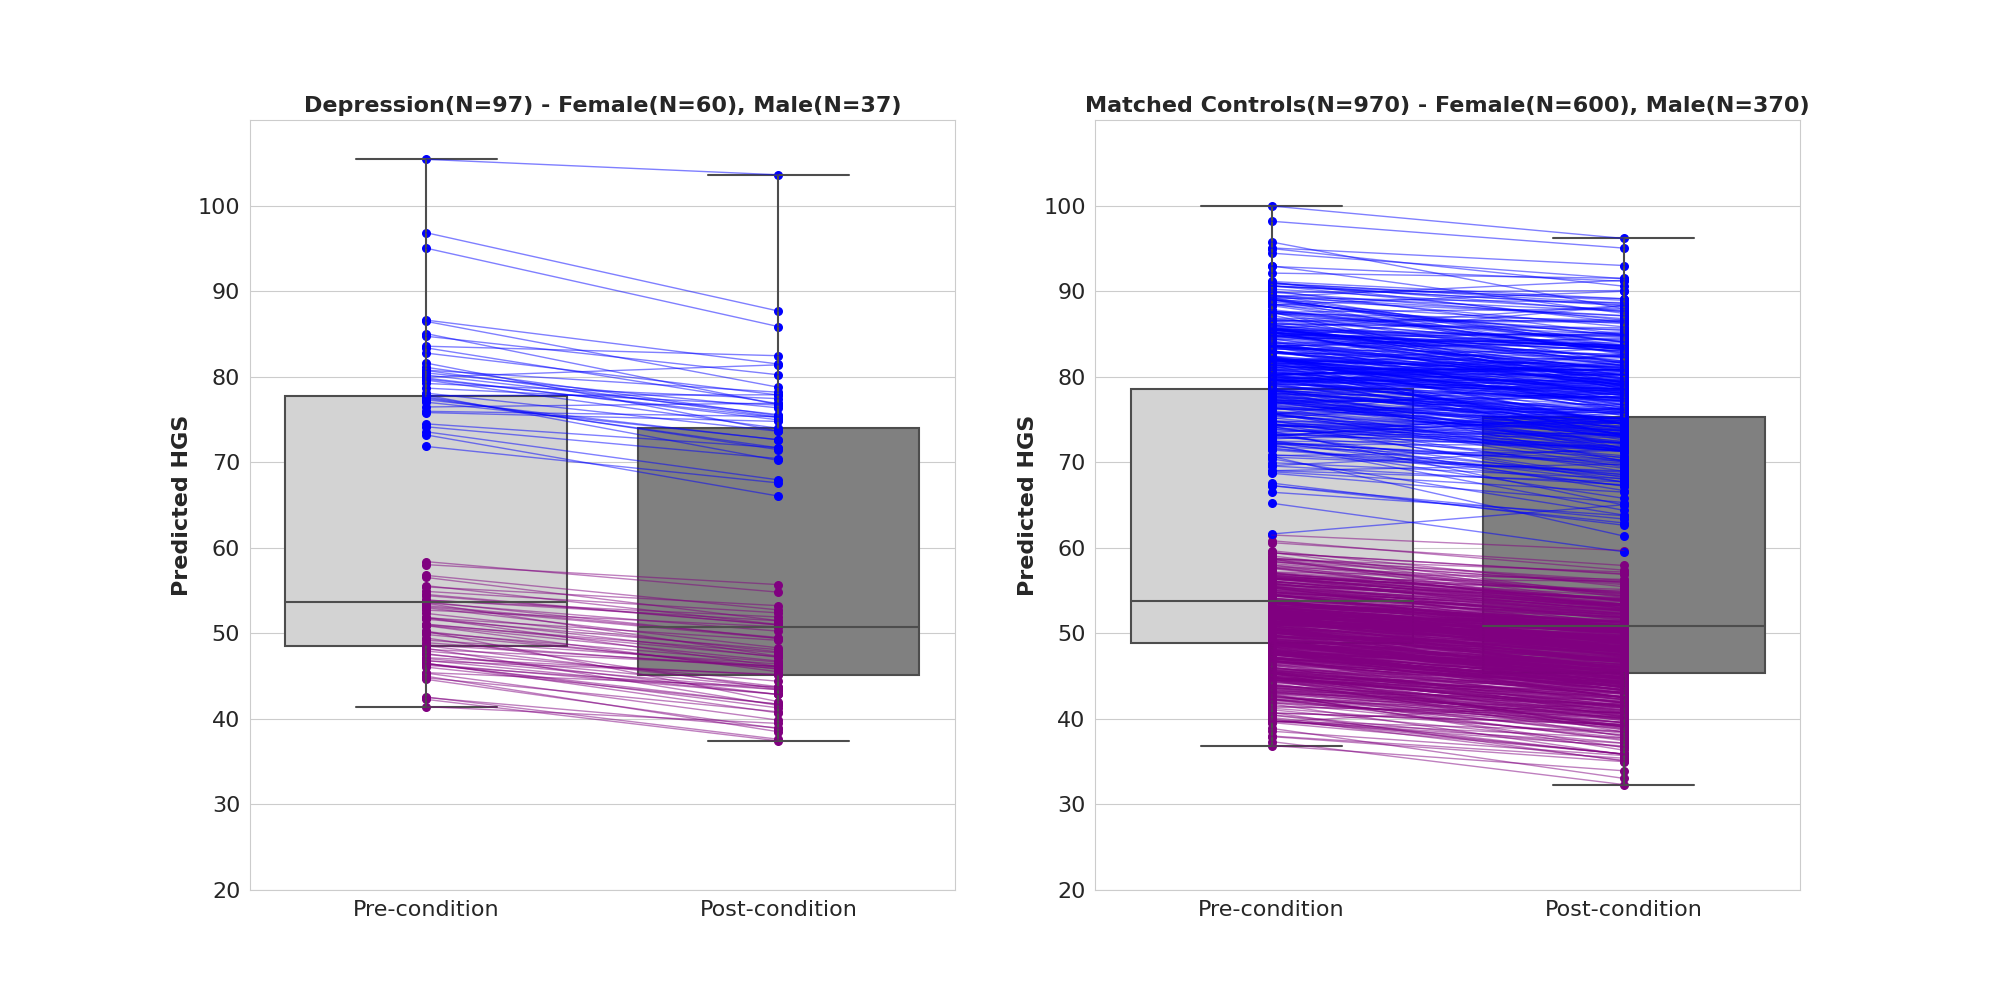 Depression(N=97) - Female(N=60), Male(N=37)
Predicted HGS
100
90
80
70
60
50
40
30
20
Pre-condition
Post-condition
Matched Controls(N=970) - Female(N=600), Male(N=370)
Predicted HGS
100
90
80
70
60
50
40
30
20
Pre-condition
Post-condition